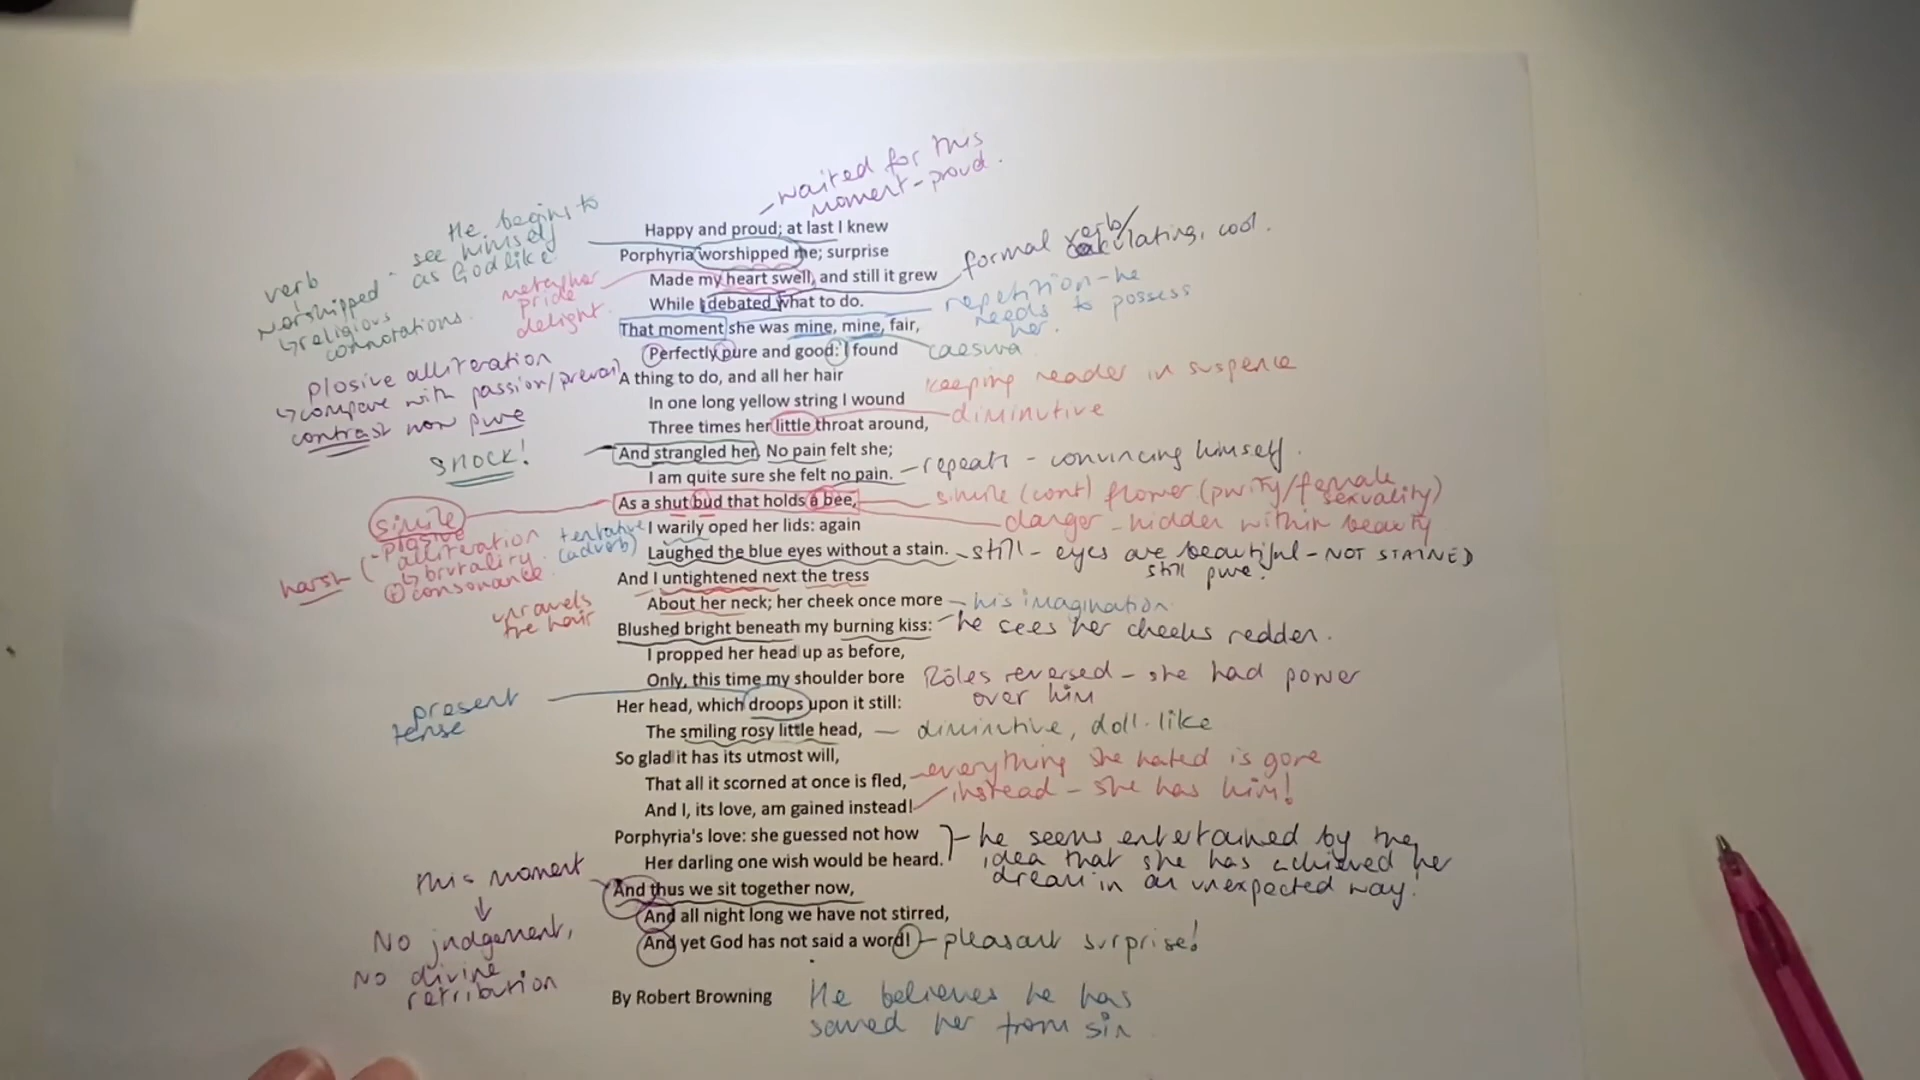 waited for this
moment - proud.
He begins to
see himself
as God like
verb
worshipped
↳ religious
connotations.
metaphor
pride
delight.
Happy and proud; at last I knew
Porphyria worshipped me; surprise
Made my heart swell, and still it grew
While I debated what to do.
That moment she was mine, mine, fair,
Perfectly pure and good: I found
A thing to do, and all her hair
In one long yellow string I wound
Three times her little throat around,
And strangled her. No pain felt she;
I am quite sure she felt no pain.
As a shut bud that holds a bee,
I warily oped her lids: again
Laughed the blue eyes without a stain.
And I untightened next the tress
About her neck; her cheek once more
Blushed bright beneath my burning kiss:
I propped her head up as before,
Only, this time my shoulder bore
Her head, which droops upon it still:
The smiling rosy little head,
So glad it has its utmost will,
That all it scorned at once is fled,
And I, its love, am gained instead!
Porphyria's love: she guessed not how
Her darling one wish would be heard.
And thus we sit together now,
And all night long we have not stirred,
And yet God has not said a word!
By Robert Browning
formal verb/
calculating, cool.
repetition - he
needs to possess
her.
caesura
keeping reader in suspence
diminutive
repeats - convincing himself.
simile (cont) flower (purity/female
sexuality)
danger - hidden within beauty
still - eyes are beautiful - NOT STAINED
still pure.
his imagination
he sees her cheeks redden.
Roles reversed - she had power
over him
diminutive, doll-like
everything she hated is gone
instead - she has him!
he seems entertained by the
idea that she has achieved her
dream in an unexpected way!
pleasant surprise!
He believes he has
saved her from sin
plosive alliteration
↳ compare with passion/prevail
contrast now pure
SHOCK!
simile
plosive
alliteration
↳ brutality
+ consonance
harsh
tentative
(adverb)
unravels
the hair
present
tense
this moment
↓
No judgement,
No divine
retribution